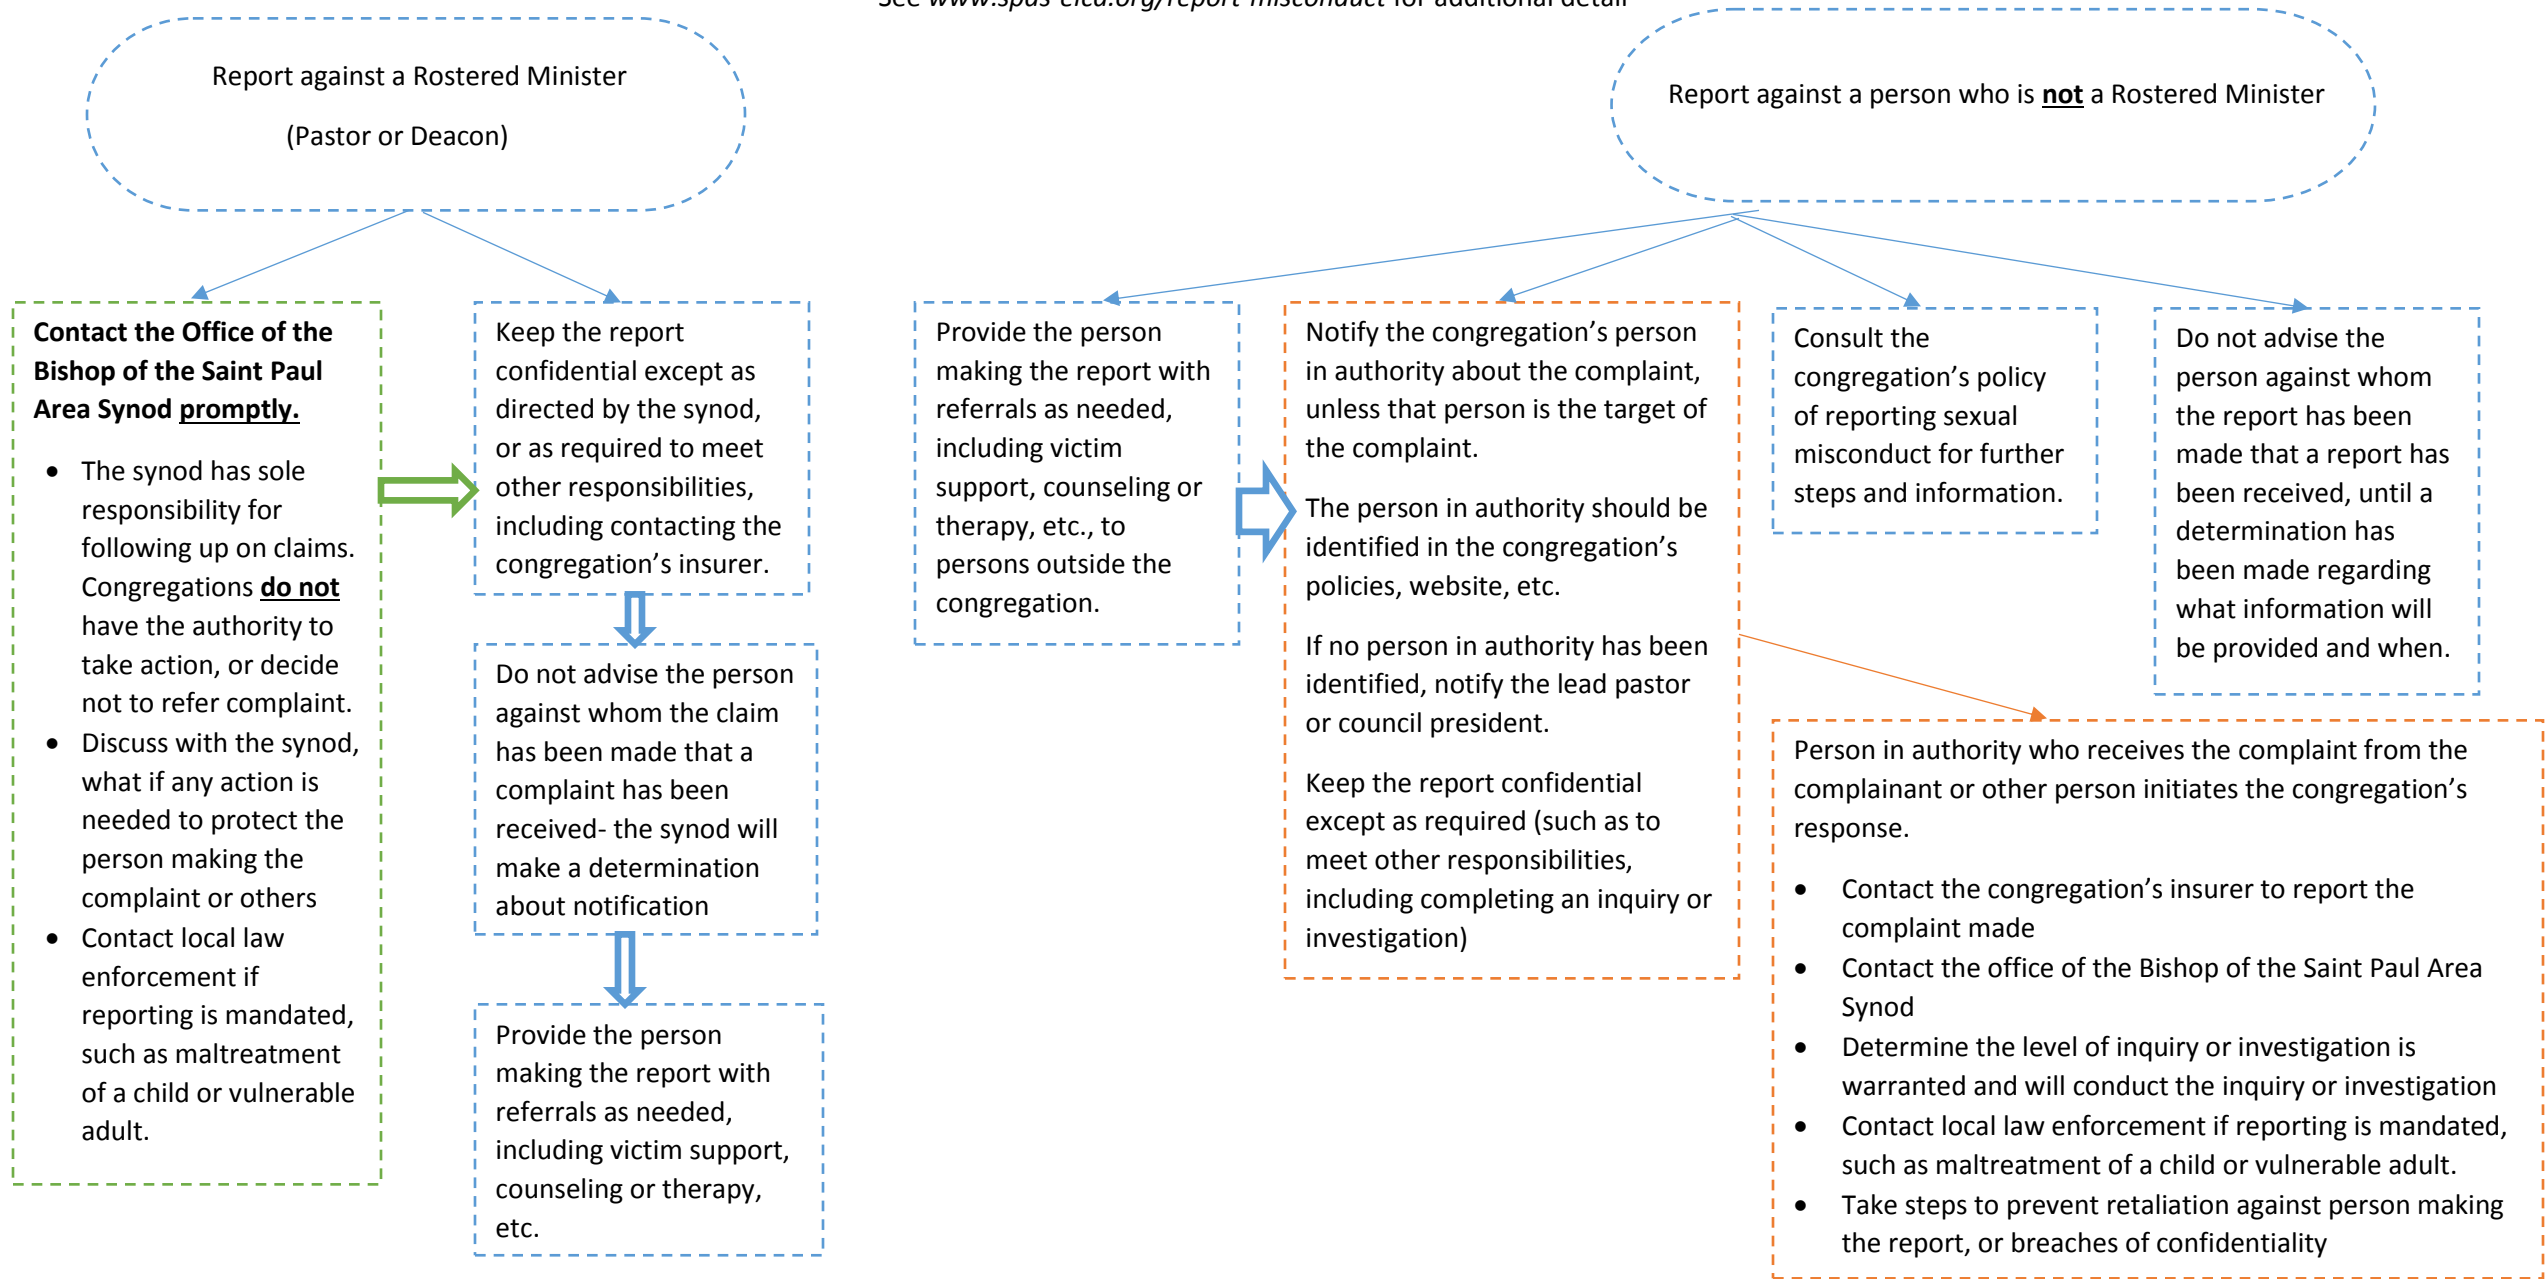 See www.spas-elca.org/report-misconduct for additional detail
Report against a Rostered Minister
(Pastor or Deacon)
Report against a person who is not a Rostered Minister
Contact the Office of the
Bishop of the Saint Paul
Area Synod promptly.
• The synod has sole
responsibility for
following up on claims.
Congregations do not
have the authority to
take action, or decide
not to refer complaint.
• Discuss with the synod,
what if any action is
needed to protect the
person making the
complaint or others
• Contact local law
enforcement if
reporting is mandated,
such as maltreatment
of a child or vulnerable
adult.
Keep the report
confidential except as
directed by the synod,
or as required to meet
other responsibilities,
including contacting the
congregation’s insurer.
Do not advise the person
against whom the claim
has been made that a
complaint has been
received- the synod will
make a determination
about notification
Provide the person
making the report with
referrals as needed,
including victim support,
counseling or therapy,
etc.
Provide the person
making the report with
referrals as needed,
including victim
support, counseling or
therapy, etc., to
persons outside the
congregation.
Notify the congregation’s person
in authority about the complaint,
unless that person is the target of
the complaint.
The person in authority should be
identified in the congregation’s
policies, website, etc.
If no person in authority has been
identified, notify the lead pastor
or council president.
Keep the report confidential
except as required (such as to
meet other responsibilities,
including completing an inquiry or
investigation)
Consult the
congregation’s policy
of reporting sexual
misconduct for further
steps and information.
Do not advise the
person against whom
the report has been
made that a report has
been received, until a
determination has
been made regarding
what information will
be provided and when.
Person in authority who receives the complaint from the
complainant or other person initiates the congregation’s
response.
• Contact the congregation’s insurer to report the
complaint made
• Contact the office of the Bishop of the Saint Paul Area
Synod
• Determine the level of inquiry or investigation is
warranted and will conduct the inquiry or investigation
• Contact local law enforcement if reporting is mandated,
such as maltreatment of a child or vulnerable adult.
• Take steps to prevent retaliation against person making
the report, or breaches of confidentiality